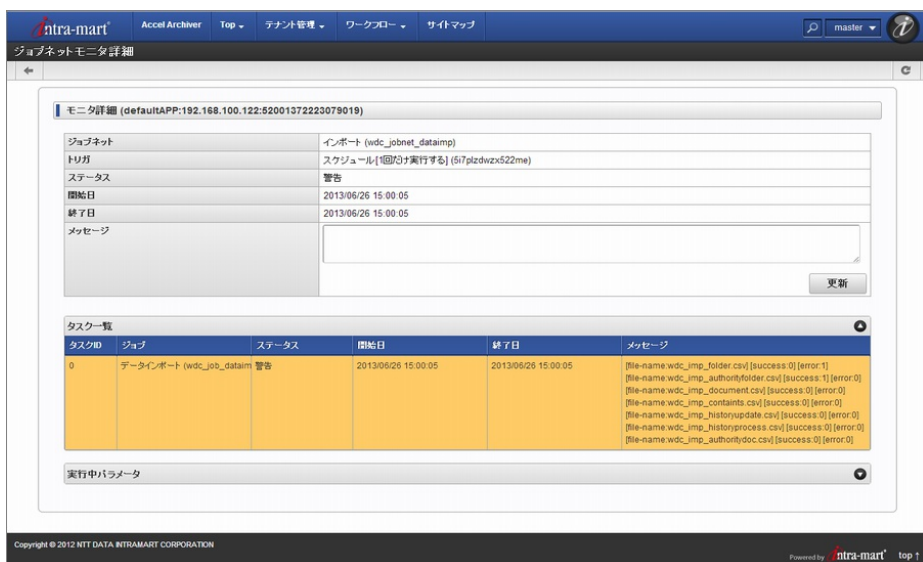 intra-mart Accel Archiver Top テナント管理 ワークフロー サイトマップ master
ジョブネットモニタ詳細
モニタ詳細 (defaultAPP:192.168.100.122:52001372223079019)
ジョブネット インポート (wdc_jobnet_dataimp)
トリガ スケジュール[1回だけ実行する] (5i7plzdwzx522me)
ステータス 警告
開始日 2013/06/26 15:00:05
終了日 2013/06/26 15:00:05
メッセージ
更新
タスク一覧
タスクID ジョブ ステータス 開始日 終了日 メッセージ
0 データインポート (wdc_job_dataim 警告 2013/06/26 15:00:05 2013/06/26 15:00:05 [file-name:wdc_imp_folder.csv] [success:0] [error:1]
[file-name:wdc_imp_authorityfolder.csv] [success:1] [error:0]
[file-name:wdc_imp_document.csv] [success:0] [error:0]
[file-name:wdc_imp_containts.csv] [success:0] [error:0]
[file-name:wdc_imp_historyupdate.csv] [success:0] [error:0]
[file-name:wdc_imp_historyprocess.csv] [success:0] [error:0]
[file-name:wdc_imp_authoritydoc.csv] [success:0] [error:0]
実行中パラメータ
Copyright © 2012 NTT DATA INTRAMART CORPORATION
Powered by intra-mart top ↑